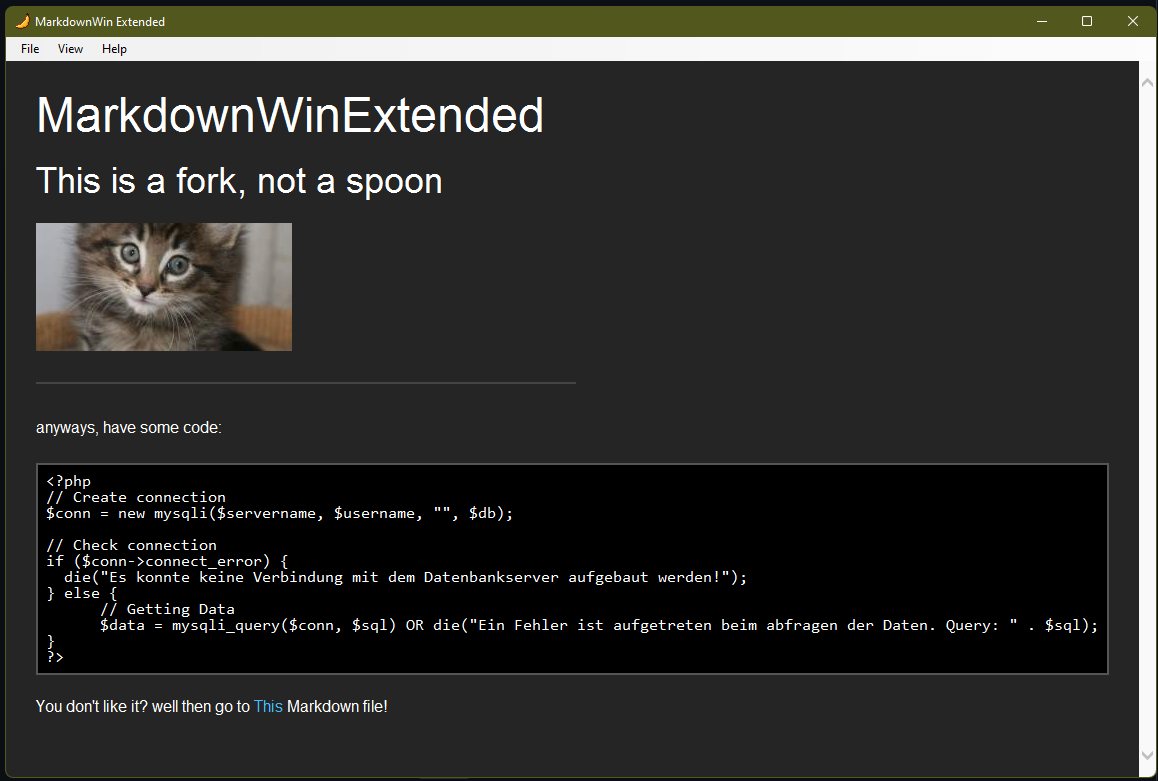 MarkdownWin Extended
File View Help
MarkdownWinExtended
This is a fork, not a spoon
anyways, have some code:
<?php
// Create connection
$conn = new mysqli($servername, $username, "", $db);
// Check connection
if ($conn->connect_error) {
  die("Es konnte keine Verbindung mit dem Datenbankserver aufgebaut werden!");
} else {
      // Getting Data
      $data = mysqli_query($conn, $sql) OR die("Ein Fehler ist aufgetreten beim abfragen der Daten. Query: " . $sql);
}
?>
You don't like it? well then go to This Markdown file!